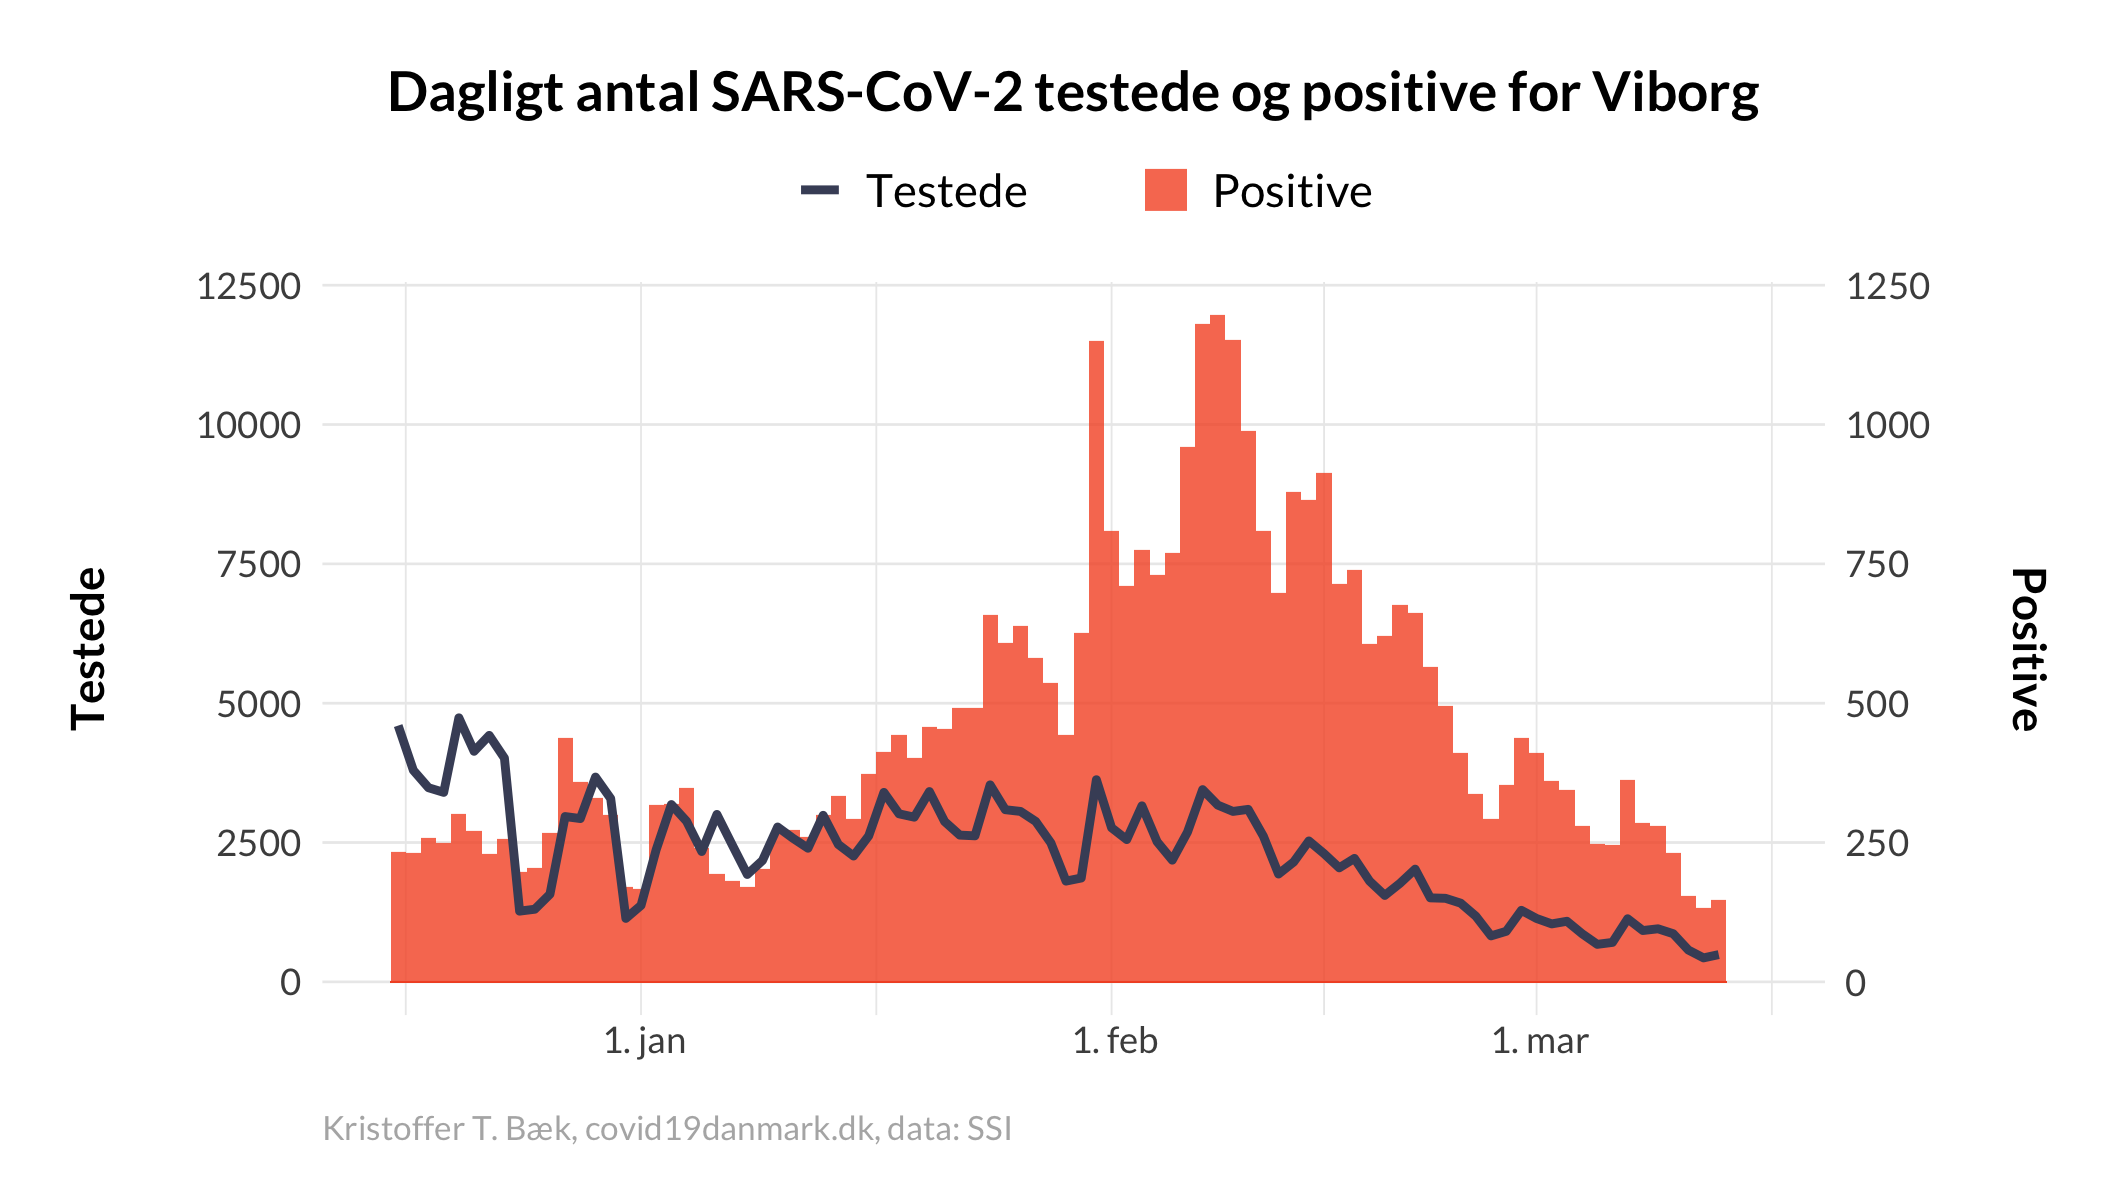 Dagligt antal SARS-CoV-2 testede og positive for Viborg
Testede Positive
12500 1250
10000 1000
7500 750
5000 500
2500 250
0 0
Testede
Positive
1. jan 1. feb 1. mar
Kristoffer T. Bæk, covid19danmark.dk, data: SSI